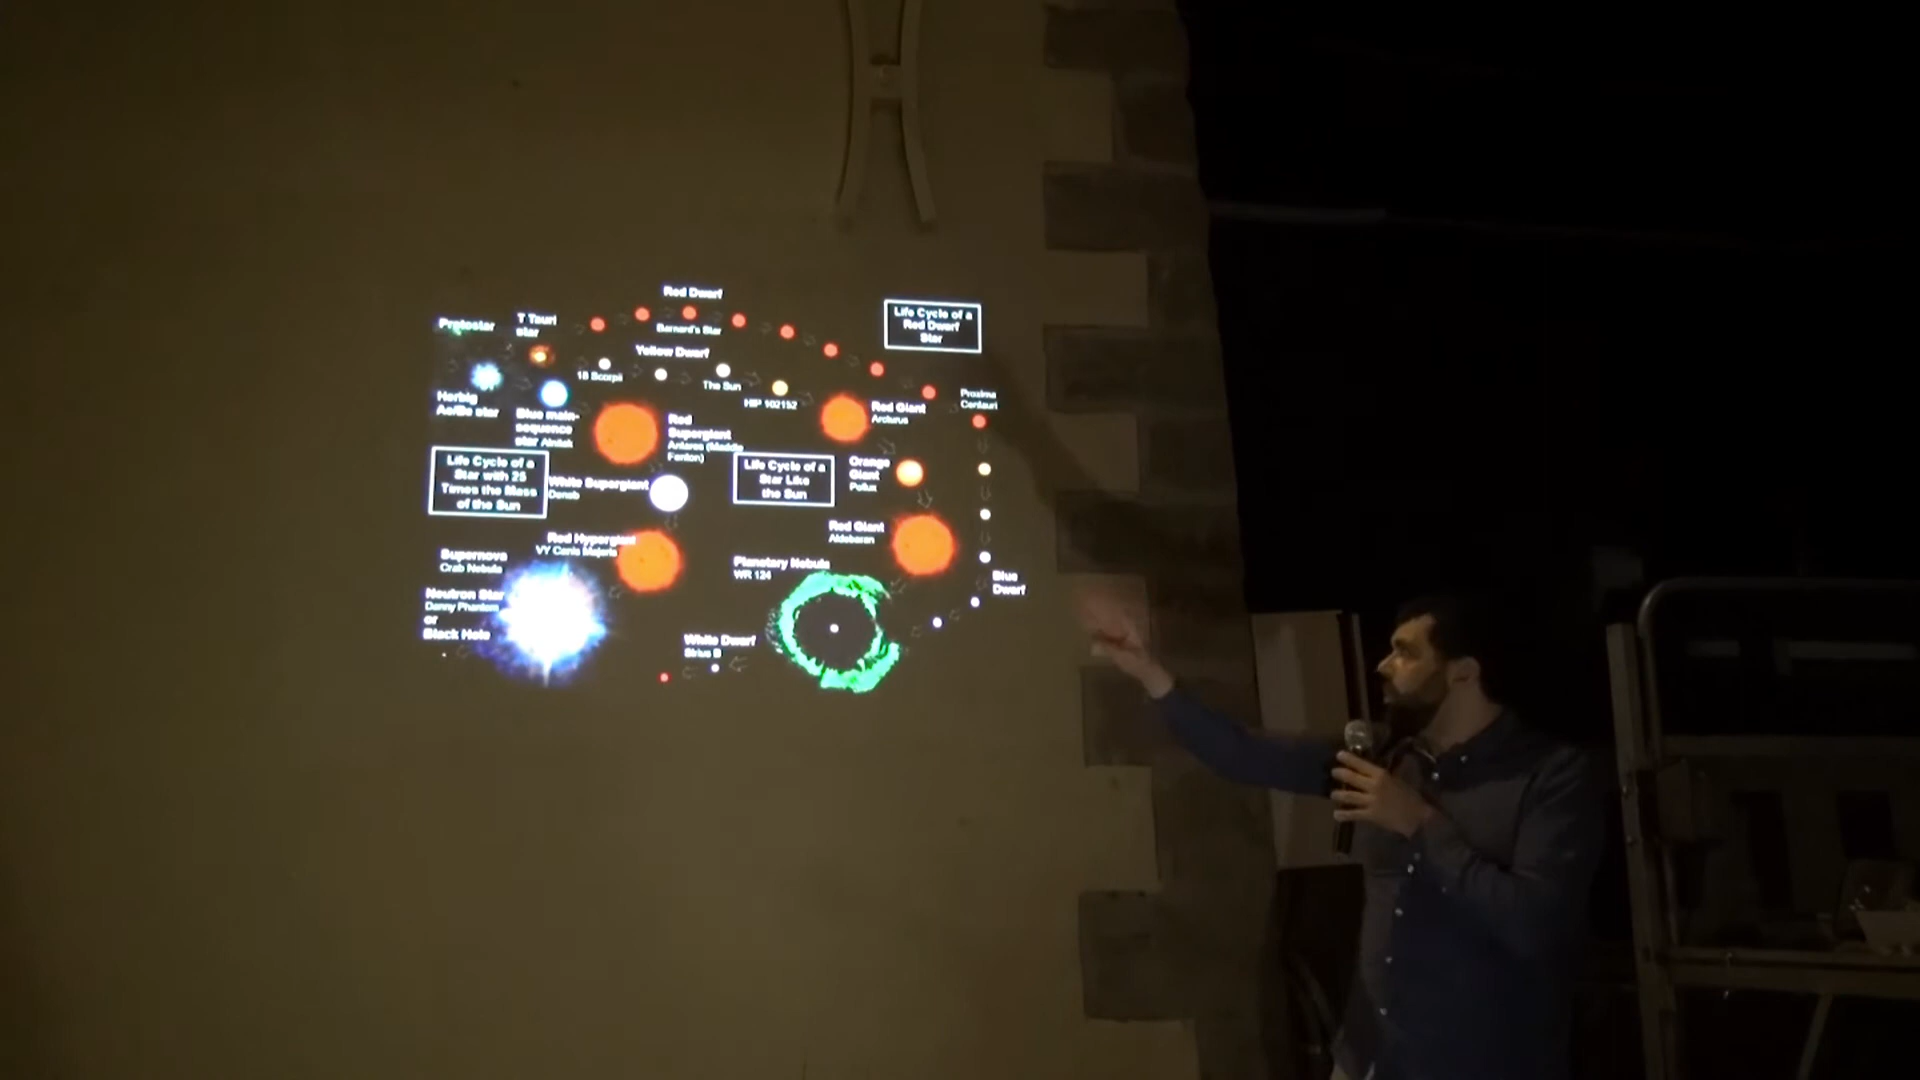 Red Dwarf
Barnard's Star
Life Cycle of a
Red Dwarf
Star
Protostar
T Tauri
star
Yellow Dwarf
18 Scorpii
The Sun
HIP 102152
Herbig
Ae/Be star
Blue main-
sequence
star Alnitak
Red
Supergiant
Antares (Maddie
Fenton)
Red Giant
Arcturus
Proxima
Centauri
Life Cycle of a
Star with 25
Times the Mass
of the Sun
White Supergiant
Deneb
Life Cycle of a
Star Like
the Sun
Orange
Giant
Pollux
Red Giant
Aldebaran
Red Hypergiant
VY Canis Majoris
Supernova
Crab Nebula
Planetary Nebula
WR 124
Blue
Dwarf
Neutron Star
Danny Phantom
or
Black Hole
White Dwarf
Sirius B